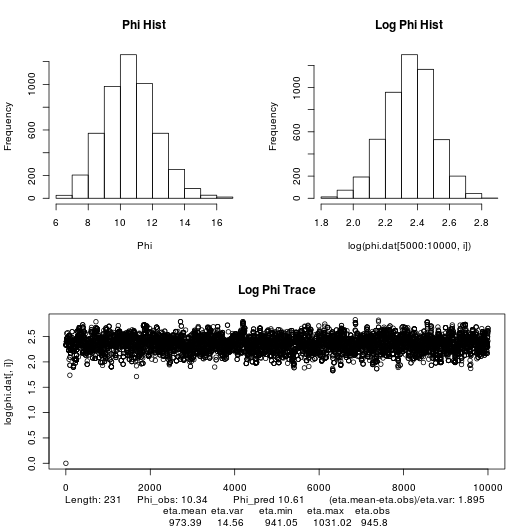 Phi Hist
Log Phi Hist
Frequency
0 200 600 1000
6 8 10 12 14 16
Phi
Frequency
0 200 600 1000
1.8 2.0 2.2 2.4 2.6 2.8
log(phi.dat[5000:10000, i])
Log Phi Trace
log(phi.dat[, i])
0.0 0.5 1.0 1.5 2.0 2.5
0 2000 4000 6000 8000 10000
Length: 231 Phi_obs: 10.34 Phi_pred 10.61 (eta.mean-eta.obs)/eta.var: 1.895
eta.mean eta.var eta.min eta.max eta.obs
973.39 14.56 941.05 1031.02 945.8